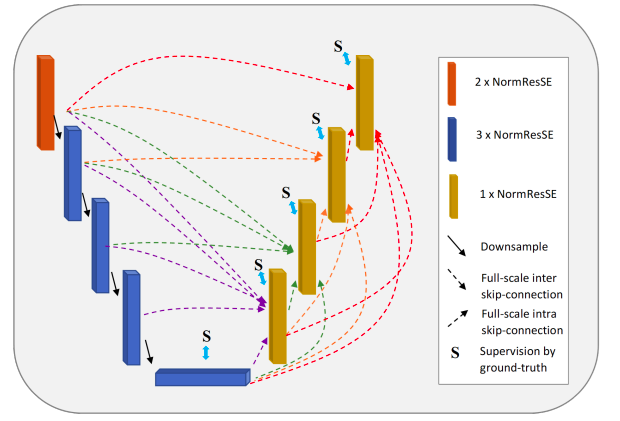 S
S
S
S
S
2 x NormResSE
3 x NormResSE
1 x NormResSE
Downsample
Full-scale inter
skip-connection
Full-scale intra
skip-connection
S Supervision by
ground-truth